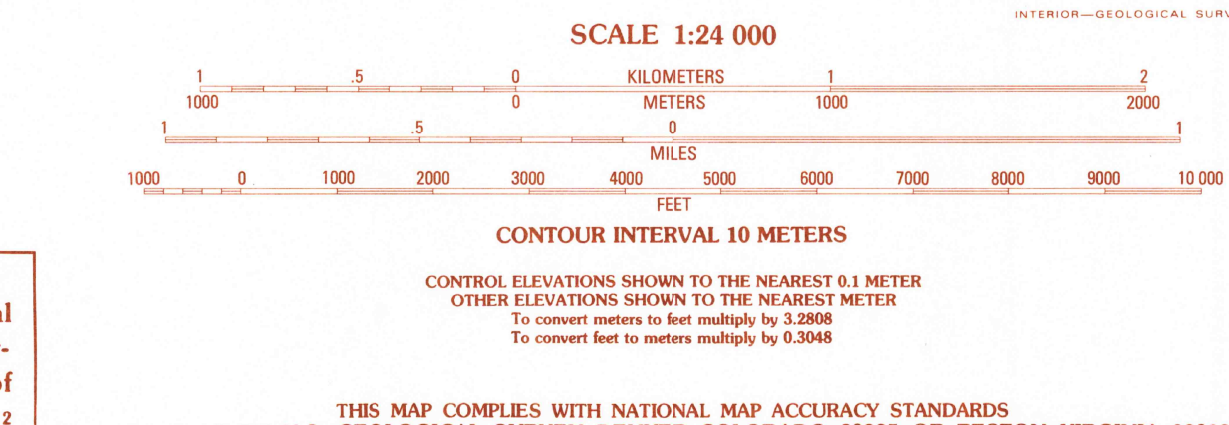 INTERIOR—GEOLOGICAL SURV
SCALE 1:24 000
1 .5 0 KILOMETERS 1 2
1000 0 METERS 1000 2000
1 .5 0 1
MILES
1000 0 1000 2000 3000 4000 5000 6000 7000 8000 9000 10 000
FEET
CONTOUR INTERVAL 10 METERS
CONTROL ELEVATIONS SHOWN TO THE NEAREST 0.1 METER
OTHER ELEVATIONS SHOWN TO THE NEAREST METER
To convert meters to feet multiply by 3.2808
To convert feet to meters multiply by 0.3048
THIS MAP COMPLIES WITH NATIONAL MAP ACCURACY STANDARDS